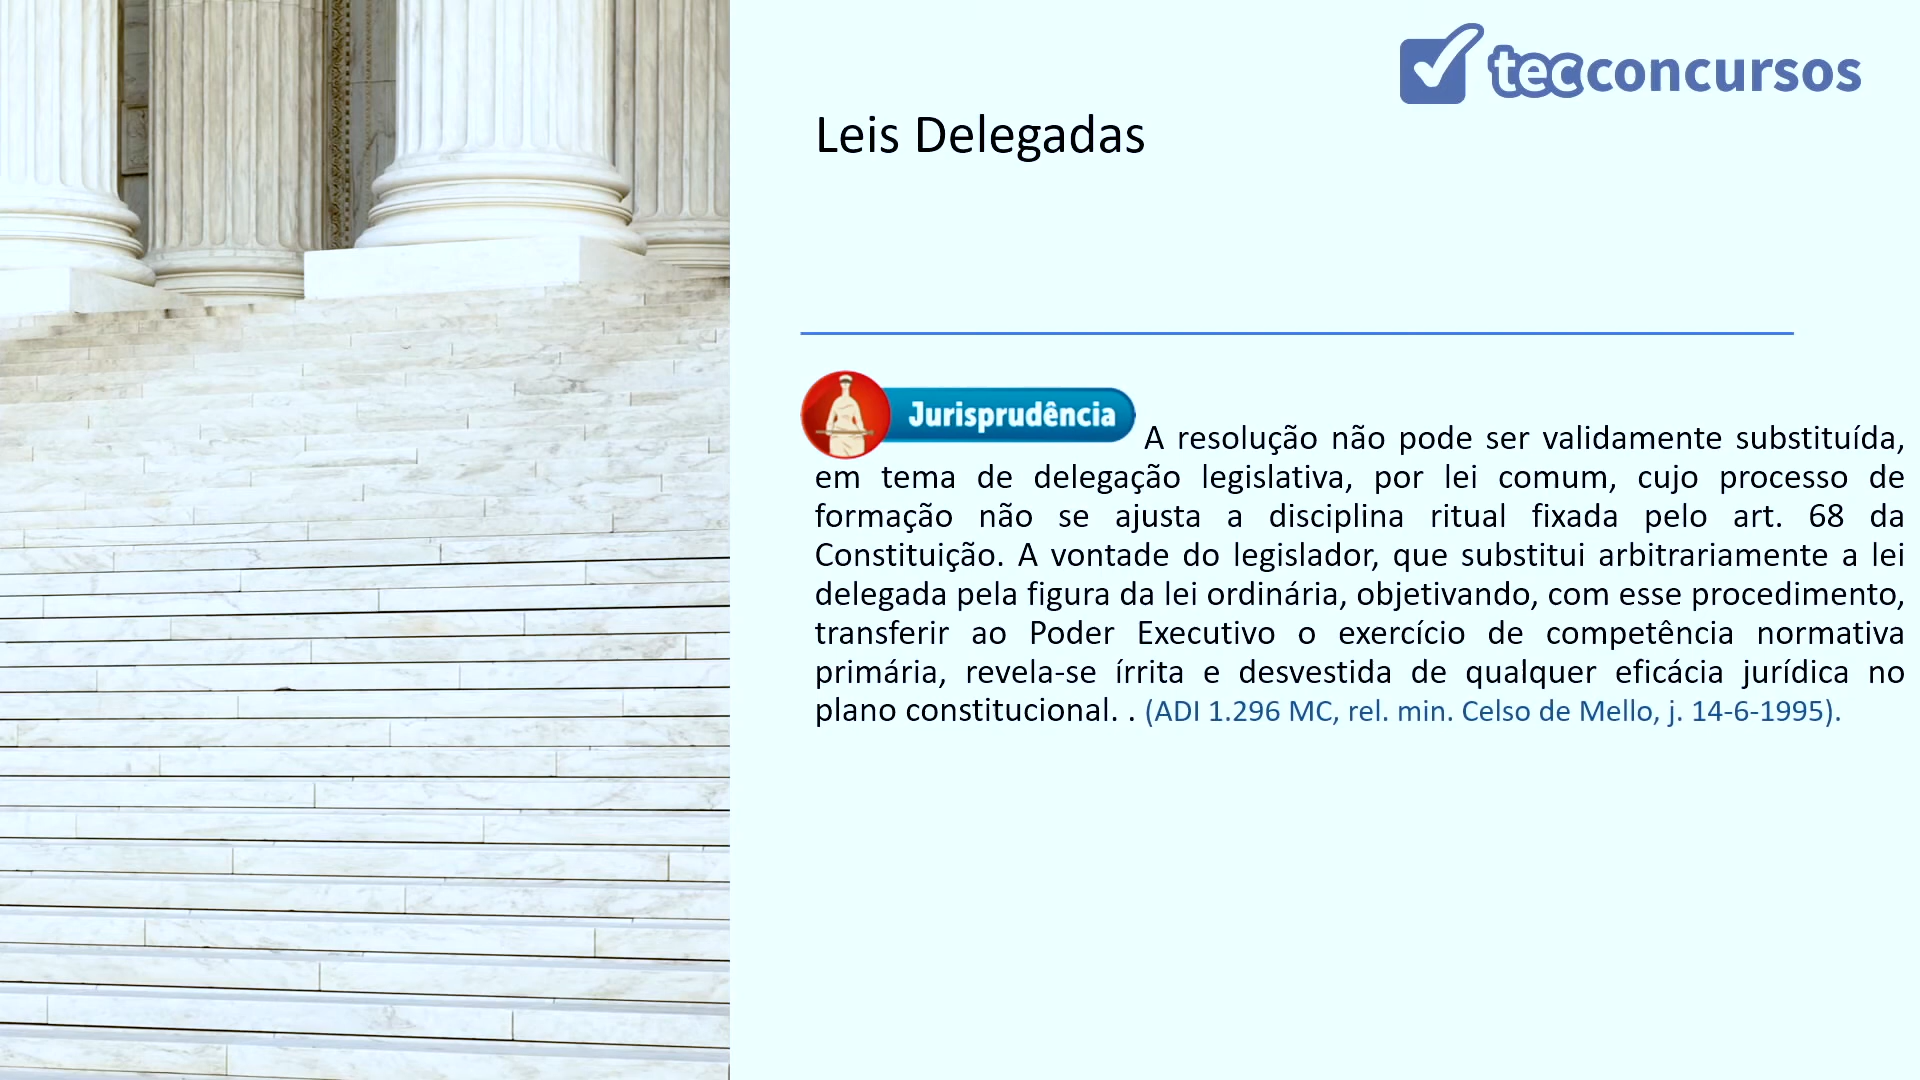 tecconcursos
Leis Delegadas
Jurisprudência
A resolução não pode ser validamente substituída,
em tema de delegação legislativa, por lei comum, cujo processo de
formação não se ajusta a disciplina ritual fixada pelo art. 68 da
Constituição. A vontade do legislador, que substitui arbitrariamente a lei
delegada pela figura da lei ordinária, objetivando, com esse procedimento,
transferir ao Poder Executivo o exercício de competência normativa
primária, revela-se írrita e desvestida de qualquer eficácia jurídica no
plano constitucional. . (ADI 1.296 MC, rel. min. Celso de Mello, j. 14-6-1995).